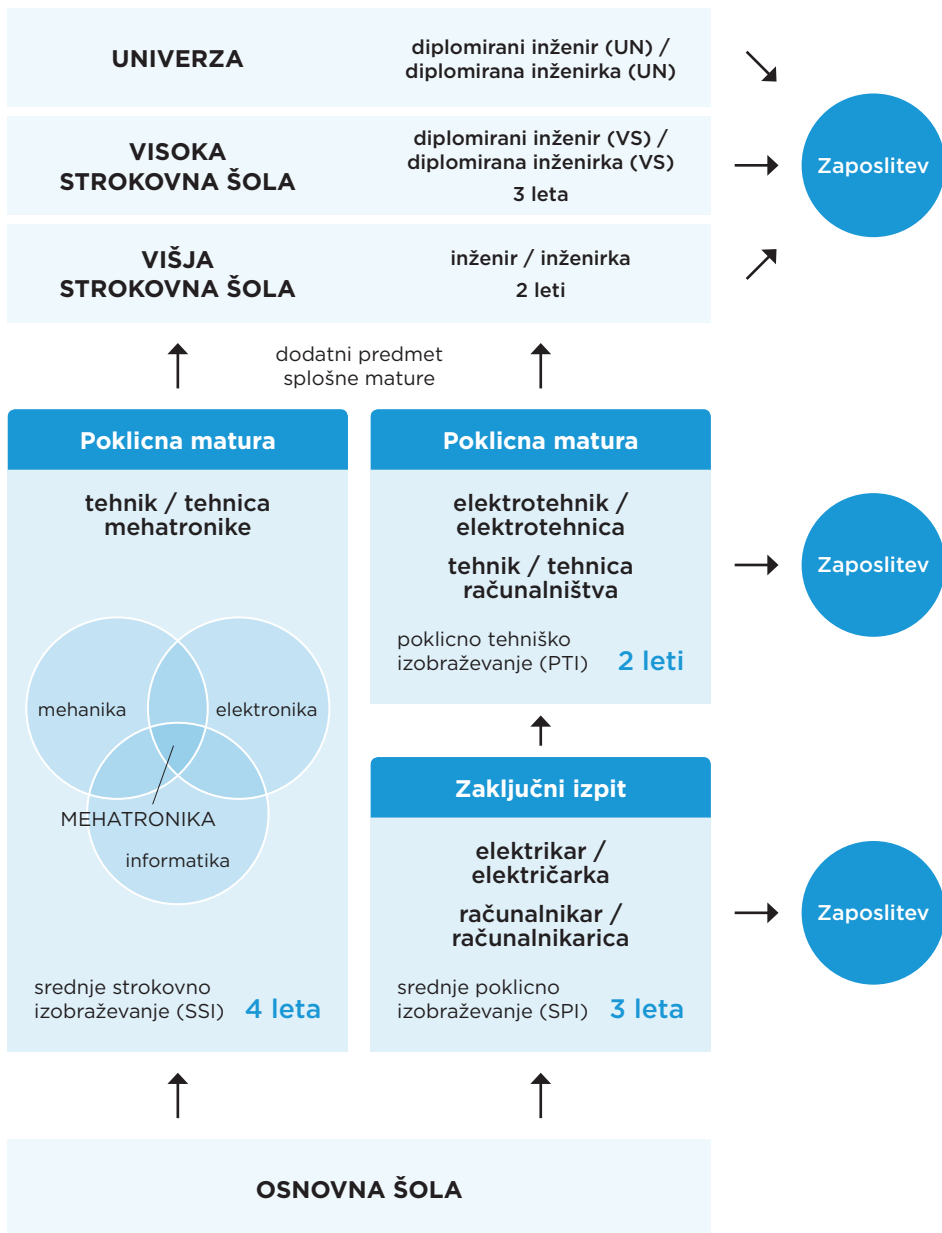 UNIVERZA
diplomirani inženir (UN) /
diplomirana inženirka (UN)
VISOKA
STROKOVNA ŠOLA
diplomirani inženir (VS) /
diplomirana inženirka (VS)
3 leta
VIŠJA
STROKOVNA ŠOLA
inženir / inženirka
2 leti
Zaposlitev
dodatni predmet
splošne mature
Poklicna matura
tehnik / tehnica
mehatronike
mehanika
elektronika
MEHATRONIKA
informatika
srednje strokovno
izobraževanje (SSI)
4 leta
Poklicna matura
elektrotehnik /
elektrotehnica
tehnik / tehnica
računalništva
poklicno tehniško
izobraževanje (PTI)
2 leti
Zaposlitev
Zaključni izpit
elektrikar /
električarka
računalnikar /
računalnikarica
srednje poklicno
izobraževanje (SPI)
3 leta
Zaposlitev
OSNOVNA ŠOLA